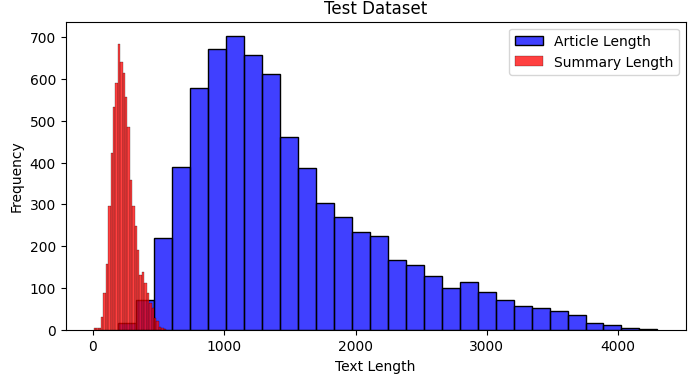 Test Dataset
Article Length
Summary Length
Frequency
700
600
500
400
300
200
100
0
0 1000 2000 3000 4000
Text Length